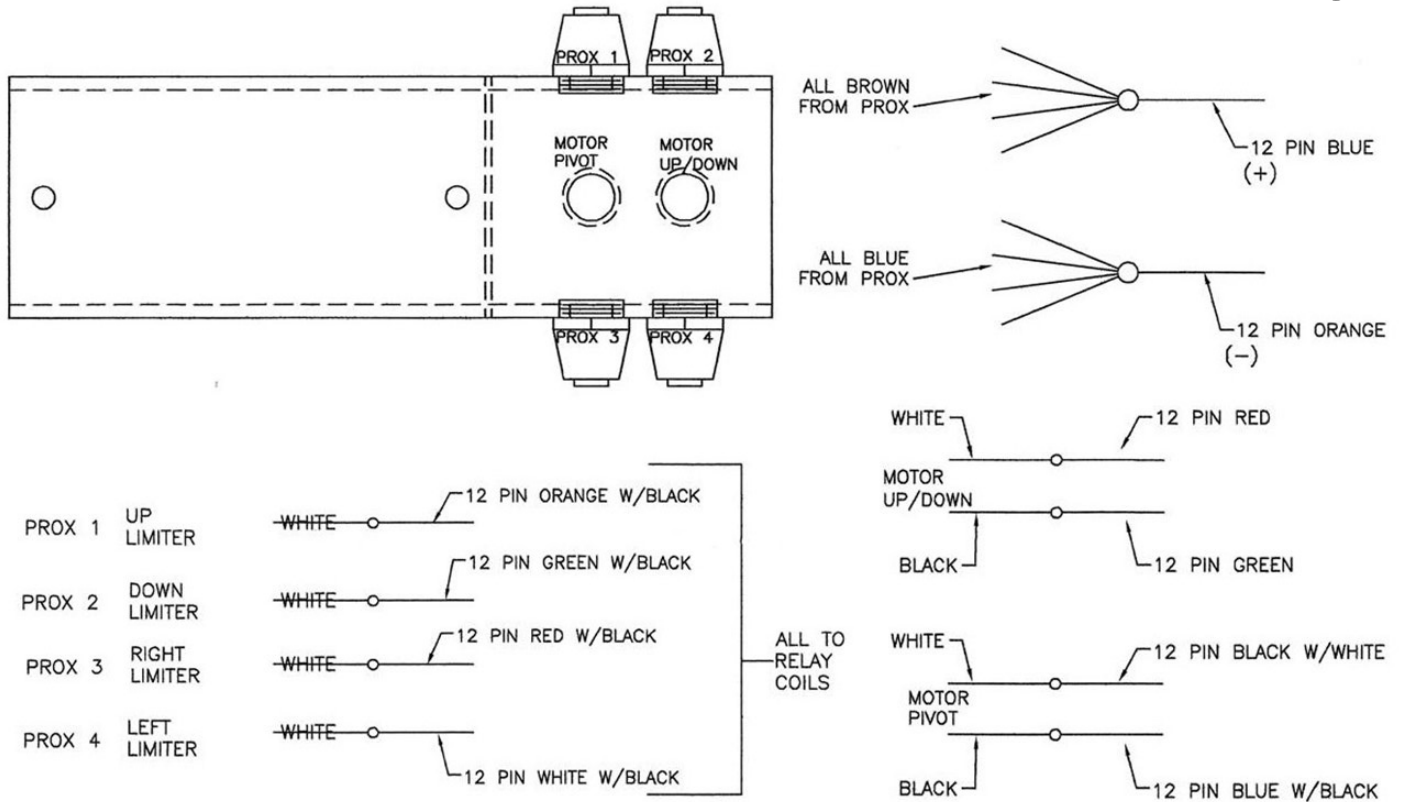 PROX 1
PROX 2
MOTOR
PIVOT
MOTOR
UP/DOWN
PROX 3
PROX 4
ALL BROWN
FROM PROX
12 PIN BLUE
(+)
ALL BLUE
FROM PROX
12 PIN ORANGE
(-)
PROX 1
UP
LIMITER
WHITE
12 PIN ORANGE W/BLACK
PROX 2
DOWN
LIMITER
WHITE
12 PIN GREEN W/BLACK
PROX 3
RIGHT
LIMITER
WHITE
12 PIN RED W/BLACK
PROX 4
LEFT
LIMITER
WHITE
12 PIN WHITE W/BLACK
ALL TO
RELAY
COILS
WHITE
12 PIN RED
MOTOR
UP/DOWN
BLACK
12 PIN GREEN
WHITE
12 PIN BLACK W/WHITE
MOTOR
PIVOT
BLACK
12 PIN BLUE W/BLACK